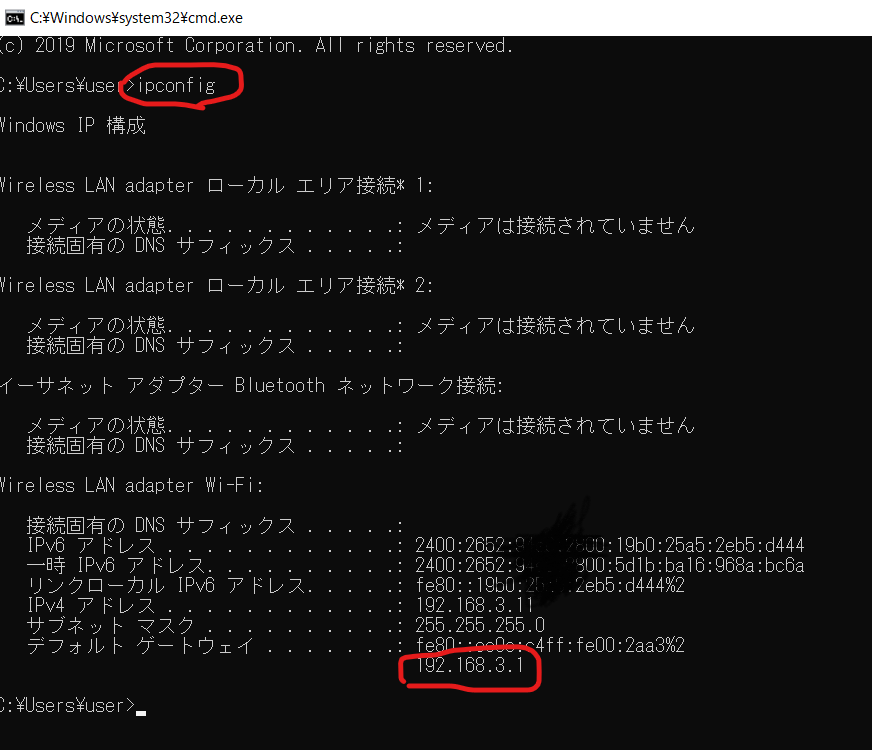 C:¥Windows¥system32¥cmd.exe
(c) 2019 Microsoft Corporation. All rights reserved.
C:¥Users¥user>ipconfig
Windows IP 構成
Wireless LAN adapter ローカル エリア接続* 1:
メディアの状態. . . . . . . . . . . .: メディアは接続されていません
接続固有の DNS サフィックス . . . . .:
Wireless LAN adapter ローカル エリア接続* 2:
メディアの状態. . . . . . . . . . . .: メディアは接続されていません
接続固有の DNS サフィックス . . . . .:
イーサネット アダプター Bluetooth ネットワーク接続:
メディアの状態. . . . . . . . . . . .: メディアは接続されていません
接続固有の DNS サフィックス . . . . .:
Wireless LAN adapter Wi-Fi:
接続固有の DNS サフィックス . . . . .:
IPv6 アドレス . . . . . . . . . . . .: 2400:2652: :19b0:25a5:2eb5:d444
一時 IPv6 アドレス. . . . . . . . . .: 2400:2652: :5d1b:ba16:968a:bc6a
リンクローカル IPv6 アドレス. . . . .: fe80::19b0: :2eb5:d444%2
IPv4 アドレス . . . . . . . . . . . .: 192.168.3.11
サブネット マスク . . . . . . . . . .: 255.255.255.0
デフォルト ゲートウェイ . . . . . . .: fe80:: :fe00:2aa3%2
192.168.3.1
C:¥Users¥user>